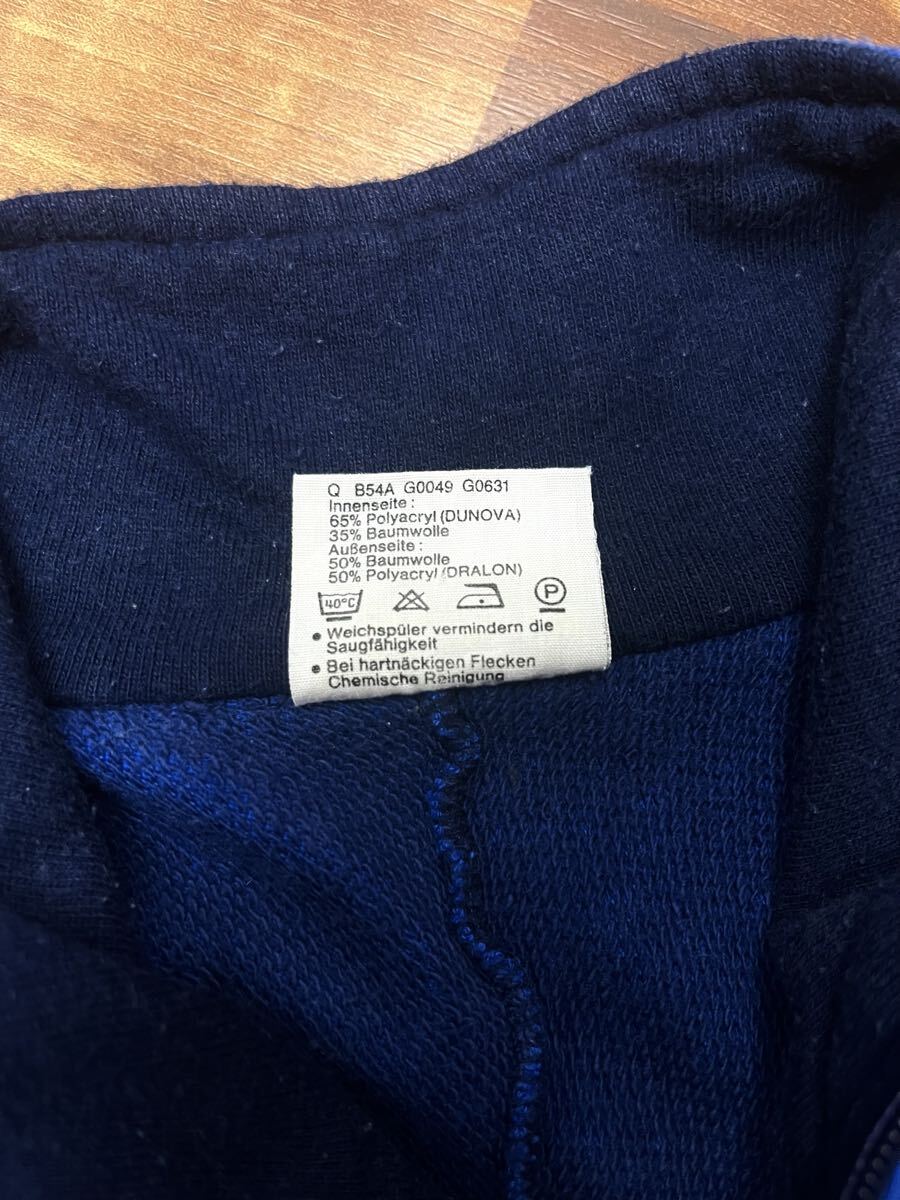 Q B54A G0049 G0631
Innenseite :
65% Polyacryl (DUNOVA)
35% Baumwolle
Außenseite :
50% Baumwolle
50% Polyacryl (DRALON)
40°C P
• Weichspüler vermindern die
Saugfähigkeit
• Bei hartnäckigen Flecken
Chemische Reinigung